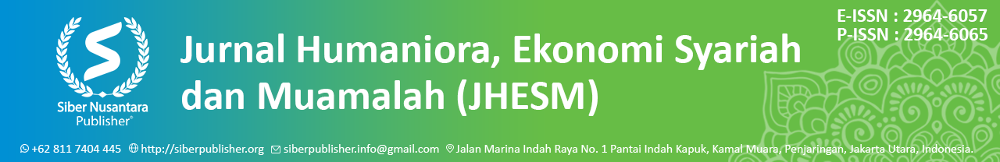 E-ISSN : 2964-6057
P-ISSN : 2964-6065
Jurnal Humaniora, Ekonomi Syariah
dan Muamalah (JHESM)
S
Siber Nusantara
Publisher®
+62 811 7404 445 http://siberpublisher.org siberpublisher.info@gmail.com Jalan Marina Indah Raya No. 1 Pantai Indah Kapuk, Kamal Muara, Penjaringan, Jakarta Utara, Indonesia.